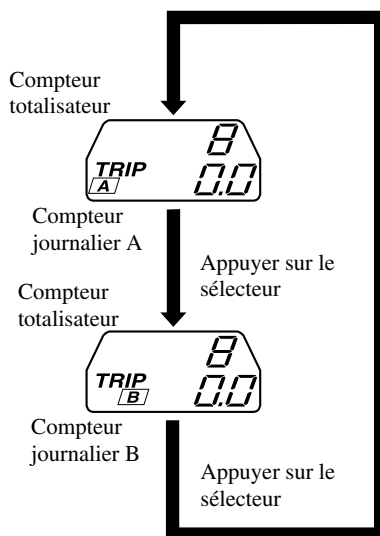 Compteur
totalisateur
8
TRIP
A
0.0
Compteur
journalier A
Appuyer sur le
sélecteur
Compteur
totalisateur
8
TRIP
B
0.0
Compteur
journalier B
Appuyer sur le
sélecteur